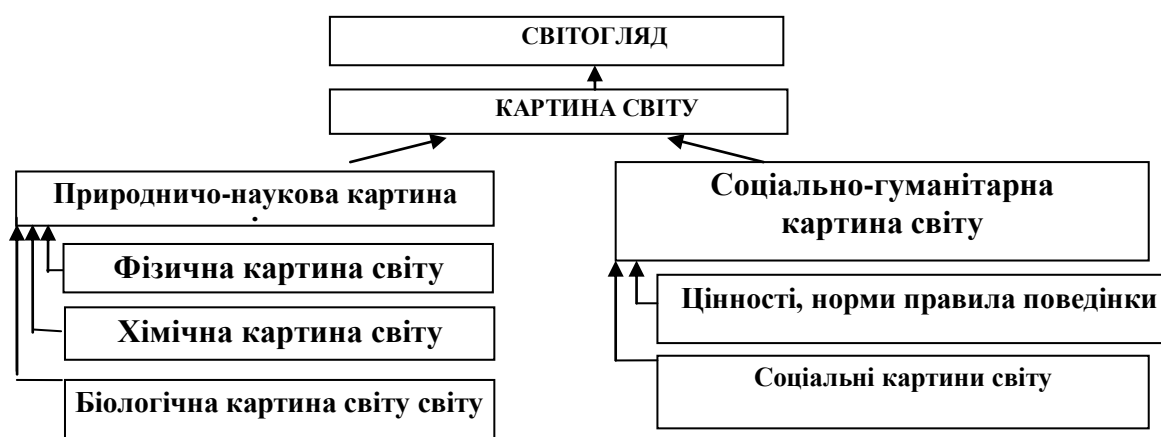 СВІТОГЛЯД
КАРТИНА СВІТУ
Природничо-наукова картина
Фізична картина світу
Хімічна картина світу
Біологічна картина світу світу
Соціально-гуманітарна
картина світу
Цінності, норми правила поведінки
Соціальні картини світу